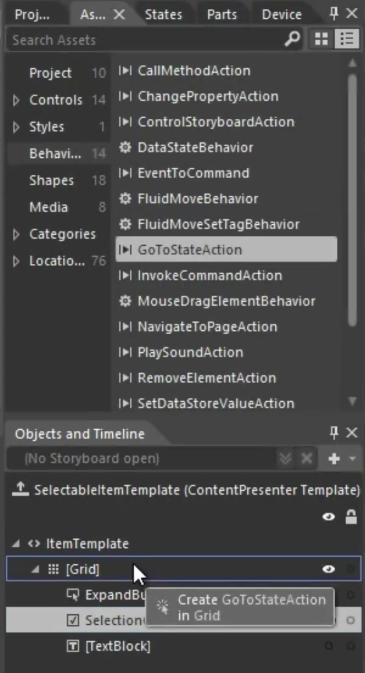 Proj... As... States Parts Device
Search Assets
Project 10
Controls 14
Styles 1
Behavi... 14
Shapes 18
Media 8
Categories
Locatio... 76
CallMethodAction
ChangePropertyAction
ControlStoryboardAction
DataStateBehavior
EventToCommand
FluidMoveBehavior
FluidMoveSetTagBehavior
GoToStateAction
InvokeCommandAction
MouseDragElementBehavior
NavigateToPageAction
PlaySoundAction
RemoveElementAction
SetDataStoreValueAction
Objects and Timeline
(No Storyboard open)
SelectableItemTemplate (ContentPresenter Template)
ItemTemplate
[Grid]
ExpandBu
Create GoToStateAction
in Grid
Selection
[TextBlock]